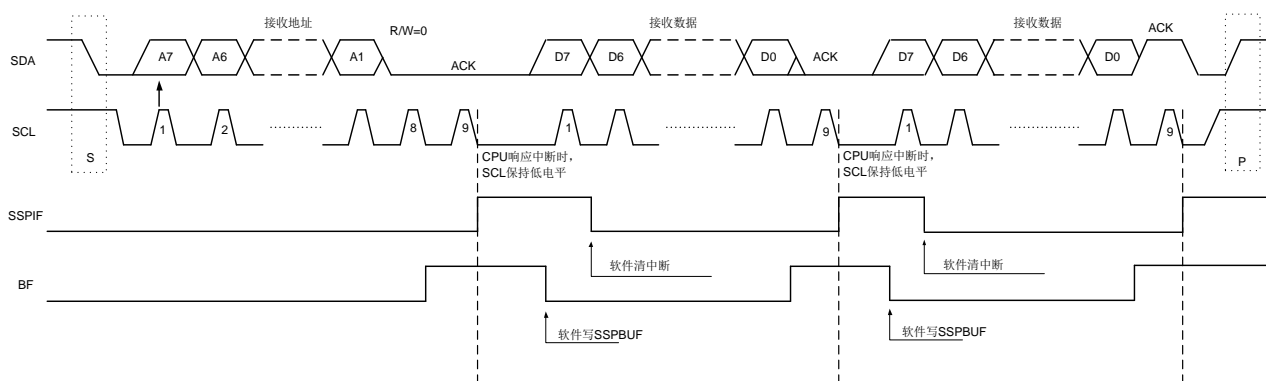 接收地址
R/W=0
接收数据
接收数据
ACK
SDA
A7
A6
A1
ACK
D7
D6
D0
ACK
D7
D6
D0
SCL
1
2
8
9
1
9
1
9
S
CPU响应中断时，
SCL保持低电平
CPU响应中断时，
SCL保持低电平
P
SSPIF
软件清中断
软件清中断
BF
软件写SSPBUF
软件写SSPBUF